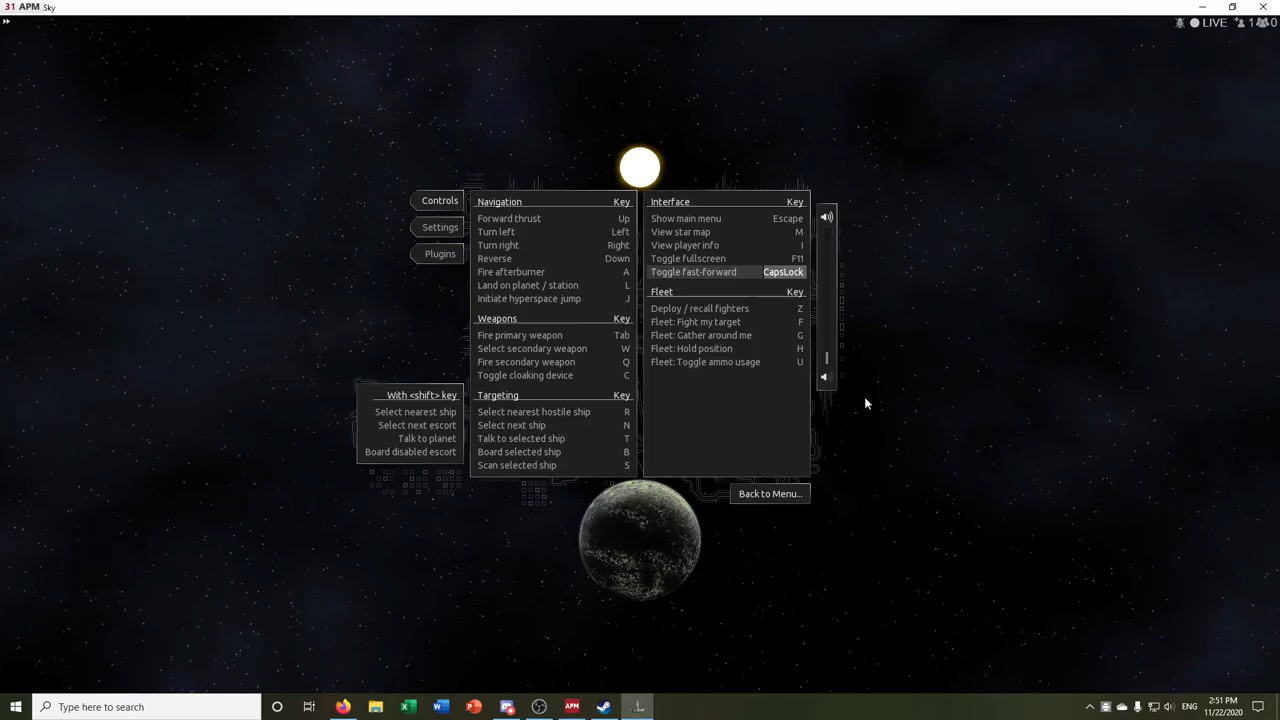 31 APM Sky
LIVE 1 0
Controls
Settings
Plugins
Navigation Key
Forward thrust Up
Turn left Left
Turn right Right
Reverse Down
Fire afterburner A
Land on planet / station L
Initiate hyperspace jump J
Weapons Key
Fire primary weapon Tab
Select secondary weapon W
Fire secondary weapon Q
Toggle cloaking device C
Targeting Key
Select nearest hostile ship R
Select next ship N
Talk to selected ship T
Board selected ship B
Scan selected ship S
With <shift> key
Select nearest ship
Select next escort
Talk to planet
Board disabled escort
Interface Key
Show main menu Escape
View star map M
View player info I
Toggle fullscreen F11
Toggle fast-forward CapsLock
Fleet Key
Deploy / recall fighters Z
Fleet: Fight my target F
Fleet: Gather around me G
Fleet: Hold position H
Fleet: Toggle ammo usage U
Back to Menu...
Type here to search
APM
ENG
2:51 PM
11/22/2020